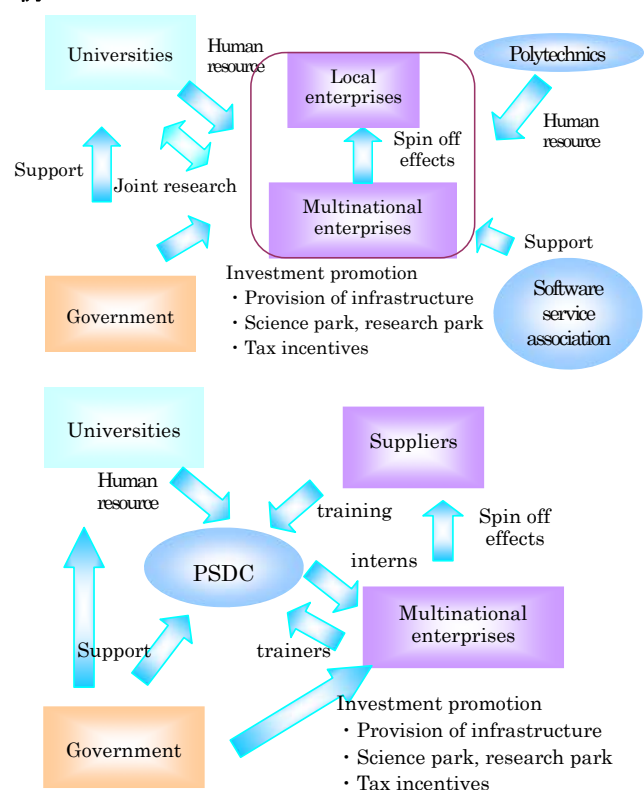 Universities
Human
resource
Local
enterprises
Polytechnics
Human
resource
Spin off
effects
Support
Joint research
Multinational
enterprises
Support
Investment promotion
・Provision of infrastructure
・Science park, research park
・Tax incentives
Government
Software
service
association
Universities
Suppliers
Human
resource
training
Spin off
effects
interns
PSDC
Multinational
enterprises
Support
trainers
Investment promotion
・Provision of infrastructure
・Science park, research park
・Tax incentives
Government